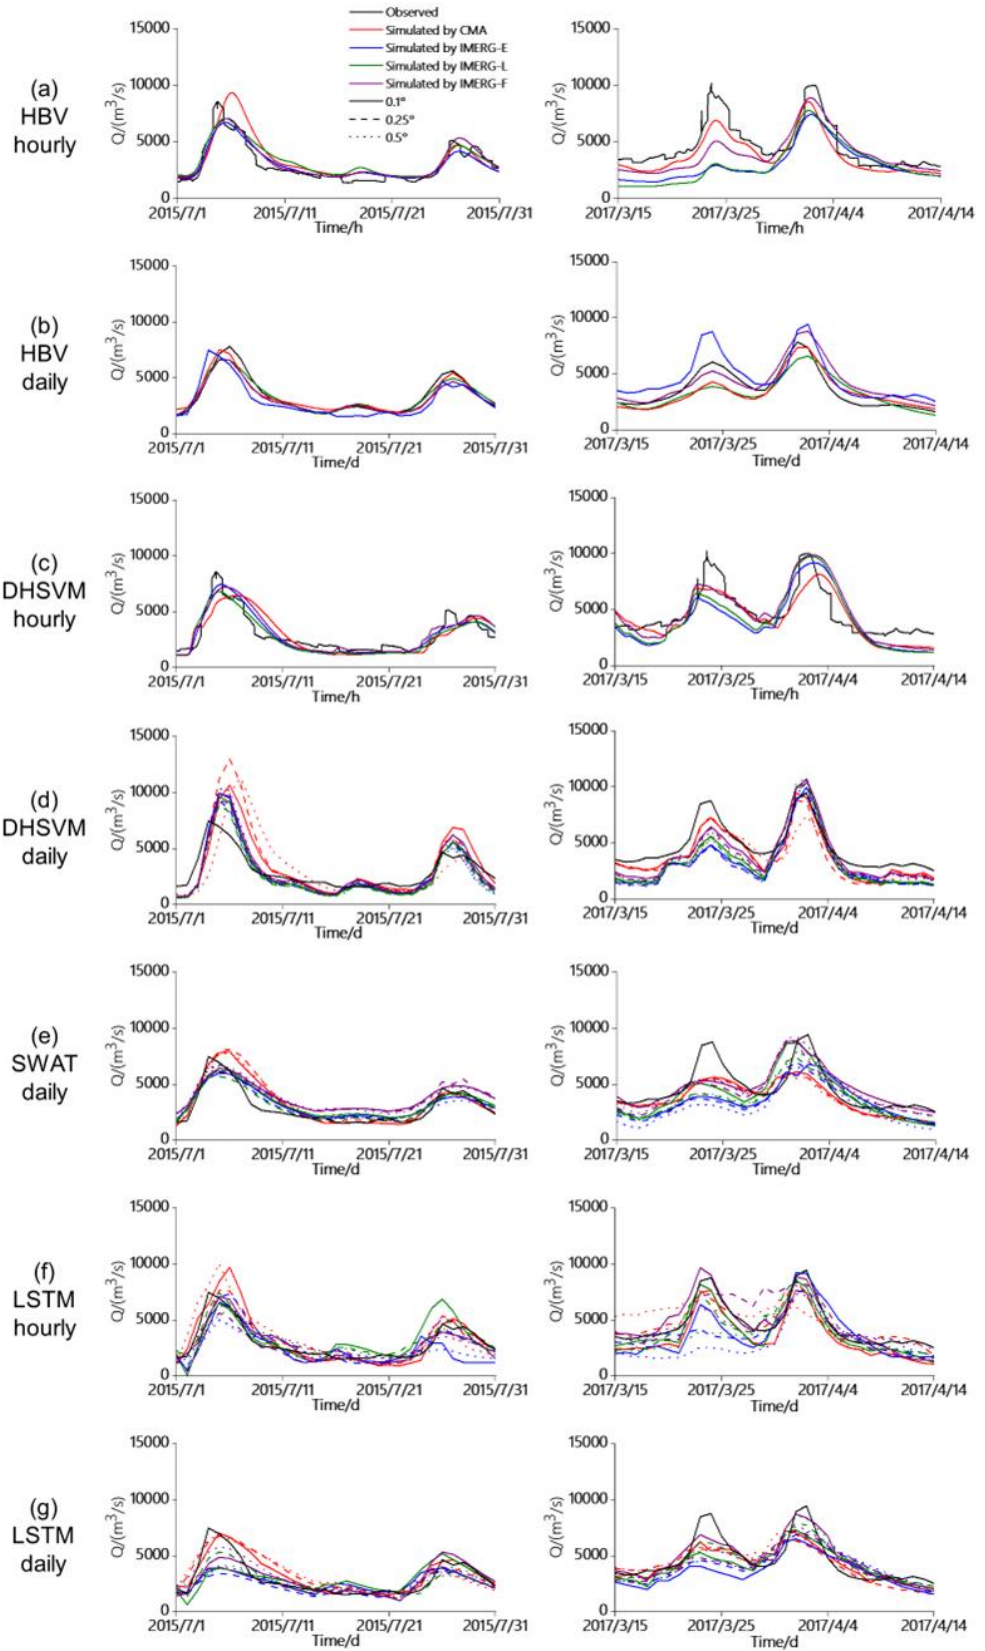 Observed
Simulated by CMA
Simulated by IMERG-E
Simulated by IMERG-L
Simulated by IMERG-F
0.1°
0.25°
0.5°
(a)
HBV
hourly
Q/(m³/s)
15000
10000
5000
0
2015/7/1 2015/7/11 2015/7/21 2015/7/31
Time/h
Q/(m³/s)
15000
10000
5000
0
2017/3/15 2017/3/25 2017/4/4 2017/4/14
Time/h
(b)
HBV
daily
Q/(m³/s)
15000
10000
5000
0
2015/7/1 2015/7/11 2015/7/21 2015/7/31
Time/d
Q/(m³/s)
15000
10000
5000
0
2017/3/15 2017/3/25 2017/4/4 2017/4/14
Time/d
(c)
DHSVM
hourly
Q/(m³/s)
15000
10000
5000
0
2015/7/1 2015/7/11 2015/7/21 2015/7/31
Time/h
Q/(m³/s)
15000
10000
5000
0
2017/3/15 2017/3/25 2017/4/4 2017/4/14
Time/h
(d)
DHSVM
daily
Q/(m³/s)
15000
10000
5000
0
2015/7/1 2015/7/11 2015/7/21 2015/7/31
Time/d
Q/(m³/s)
15000
10000
5000
0
2017/3/15 2017/3/25 2017/4/4 2017/4/14
Time/d
(e)
SWAT
daily
Q/(m³/s)
15000
10000
5000
0
2015/7/1 2015/7/11 2015/7/21 2015/7/31
Time/d
Q/(m³/s)
15000
10000
5000
0
2017/3/15 2017/3/25 2017/4/4 2017/4/14
Time/d
(f)
LSTM
hourly
Q/(m³/s)
15000
10000
5000
0
2015/7/1 2015/7/11 2015/7/21 2015/7/31
Time/d
Q/(m³/s)
15000
10000
5000
0
2017/3/15 2017/3/25 2017/4/4 2017/4/14
Time/d
(g)
LSTM
daily
Q/(m³/s)
15000
10000
5000
0
2015/7/1 2015/7/11 2015/7/21 2015/7/31
Time/d
Q/(m³/s)
15000
10000
5000
0
2017/3/15 2017/3/25 2017/4/4 2017/4/14
Time/d